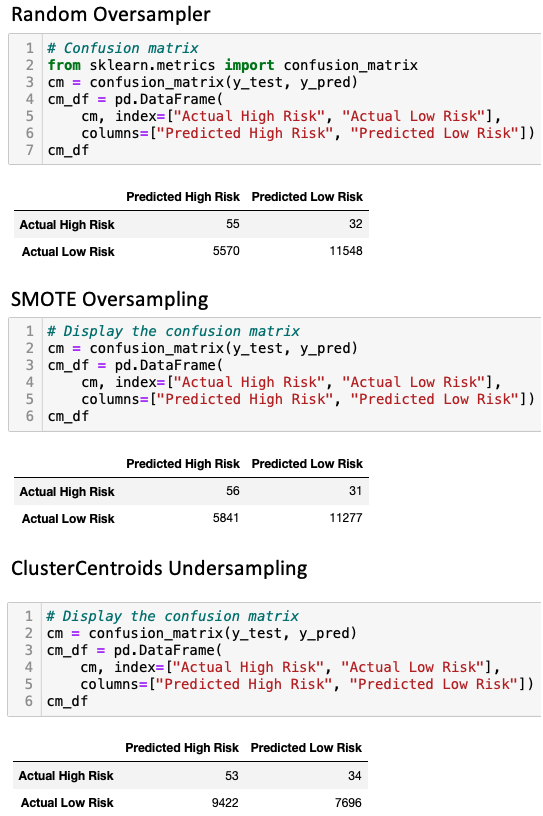 Random Oversampler
1 # Confusion matrix
2 from sklearn.metrics import confusion_matrix
3 cm = confusion_matrix(y_test, y_pred)
4 cm_df = pd.DataFrame(
5     cm, index=["Actual High Risk", "Actual Low Risk"],
6     columns=["Predicted High Risk", "Predicted Low Risk"])
7 cm_df
Predicted High Risk Predicted Low Risk
Actual High Risk 55 32
Actual Low Risk 5570 11548
SMOTE Oversampling
1 # Display the confusion matrix
2 cm = confusion_matrix(y_test, y_pred)
3 cm_df = pd.DataFrame(
4     cm, index=["Actual High Risk", "Actual Low Risk"],
5     columns=["Predicted High Risk", "Predicted Low Risk"])
6 cm_df
Predicted High Risk Predicted Low Risk
Actual High Risk 56 31
Actual Low Risk 5841 11277
ClusterCentroids Undersampling
1 # Display the confusion matrix
2 cm = confusion_matrix(y_test, y_pred)
3 cm_df = pd.DataFrame(
4     cm, index=["Actual High Risk", "Actual Low Risk"],
5     columns=["Predicted High Risk", "Predicted Low Risk"])
6 cm_df
Predicted High Risk Predicted Low Risk
Actual High Risk 53 34
Actual Low Risk 9422 7696